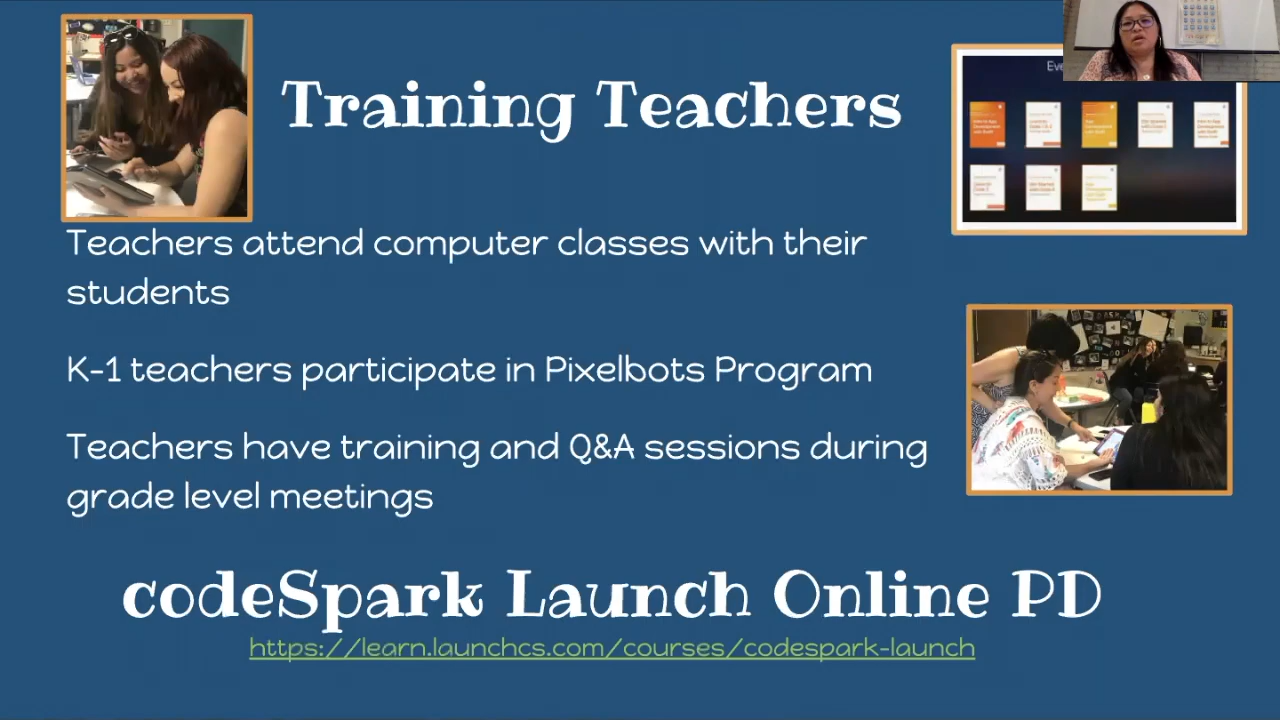 Training Teachers
Eve
Teachers attend computer classes with their
students
K-1 teachers participate in Pixelbots Program
Teachers have training and Q&A sessions during
grade level meetings
codeSpark Launch Online PD
https://learn.launchcs.com/courses/codespark-launch